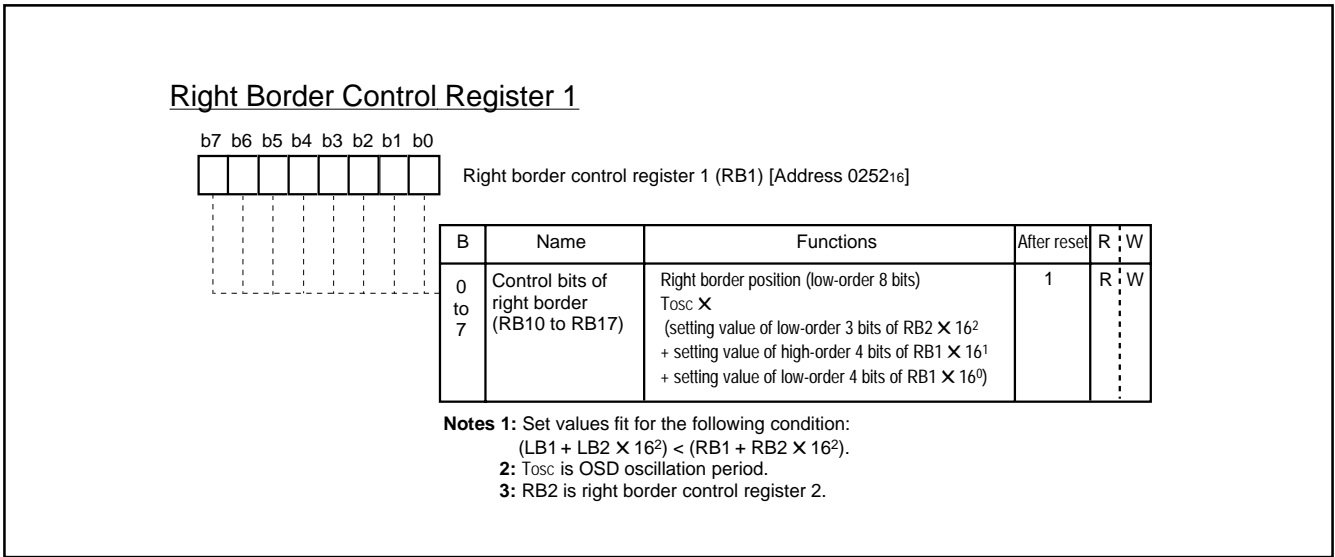 Right Border Control Register 1
b7 b6 b5 b4 b3 b2 b1 b0
Right border control register 1 (RB1) [Address 0252₁₆]
B Name Functions After reset R W
0 to 7 Control bits of right border (RB10 to RB17) Right border position (low-order 8 bits) 1 R W
Tosc ✕
(setting value of low-order 3 bits of RB2 ✕ 16²
+ setting value of high-order 4 bits of RB1 ✕ 16¹
+ setting value of low-order 4 bits of RB1 ✕ 16⁰)
Notes 1: Set values fit for the following condition:
(LB1 + LB2 ✕ 16²) < (RB1 + RB2 ✕ 16²).
2: Tosc is OSD oscillation period.
3: RB2 is right border control register 2.